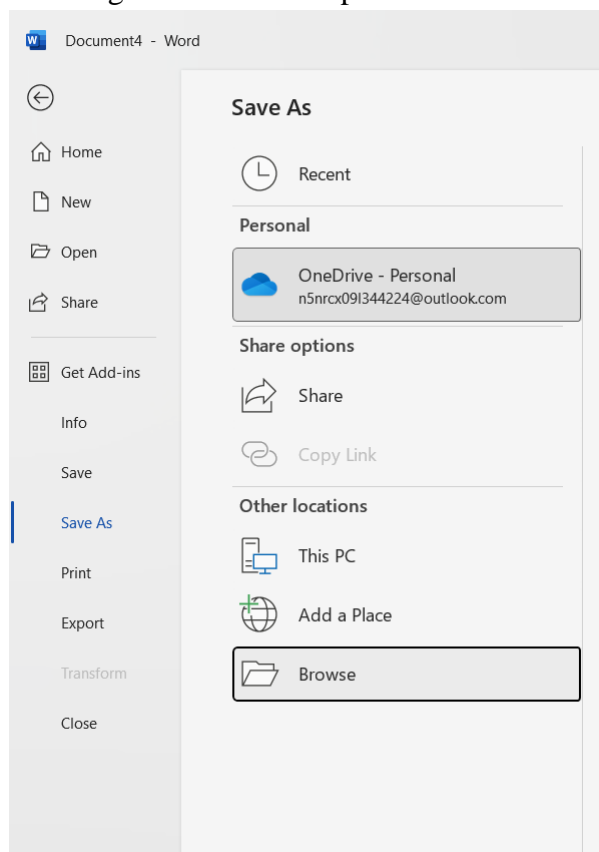 Document4 - Word
Save As
Home
New
Open
Share
Get Add-ins
Info
Save
Save As
Print
Export
Transform
Close
Recent
Personal
OneDrive - Personal
n5nrcx09l344224@outlook.com
Share options
Share
Copy Link
Other locations
This PC
Add a Place
Browse